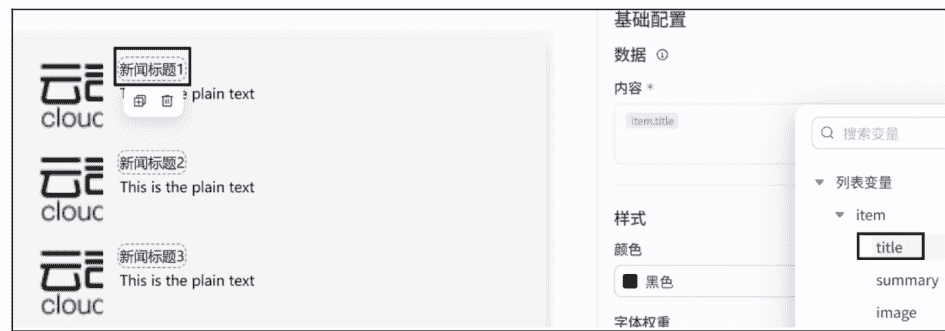 新闻标题1
plain text
clouc
新闻标题2
This is the plain text
clouc
新闻标题3
This is the plain text
clouc
基础配置
数据
内容 *
item.title
样式
颜色
黑色
字体权重
搜索变量
列表变量
item
title
summary
image